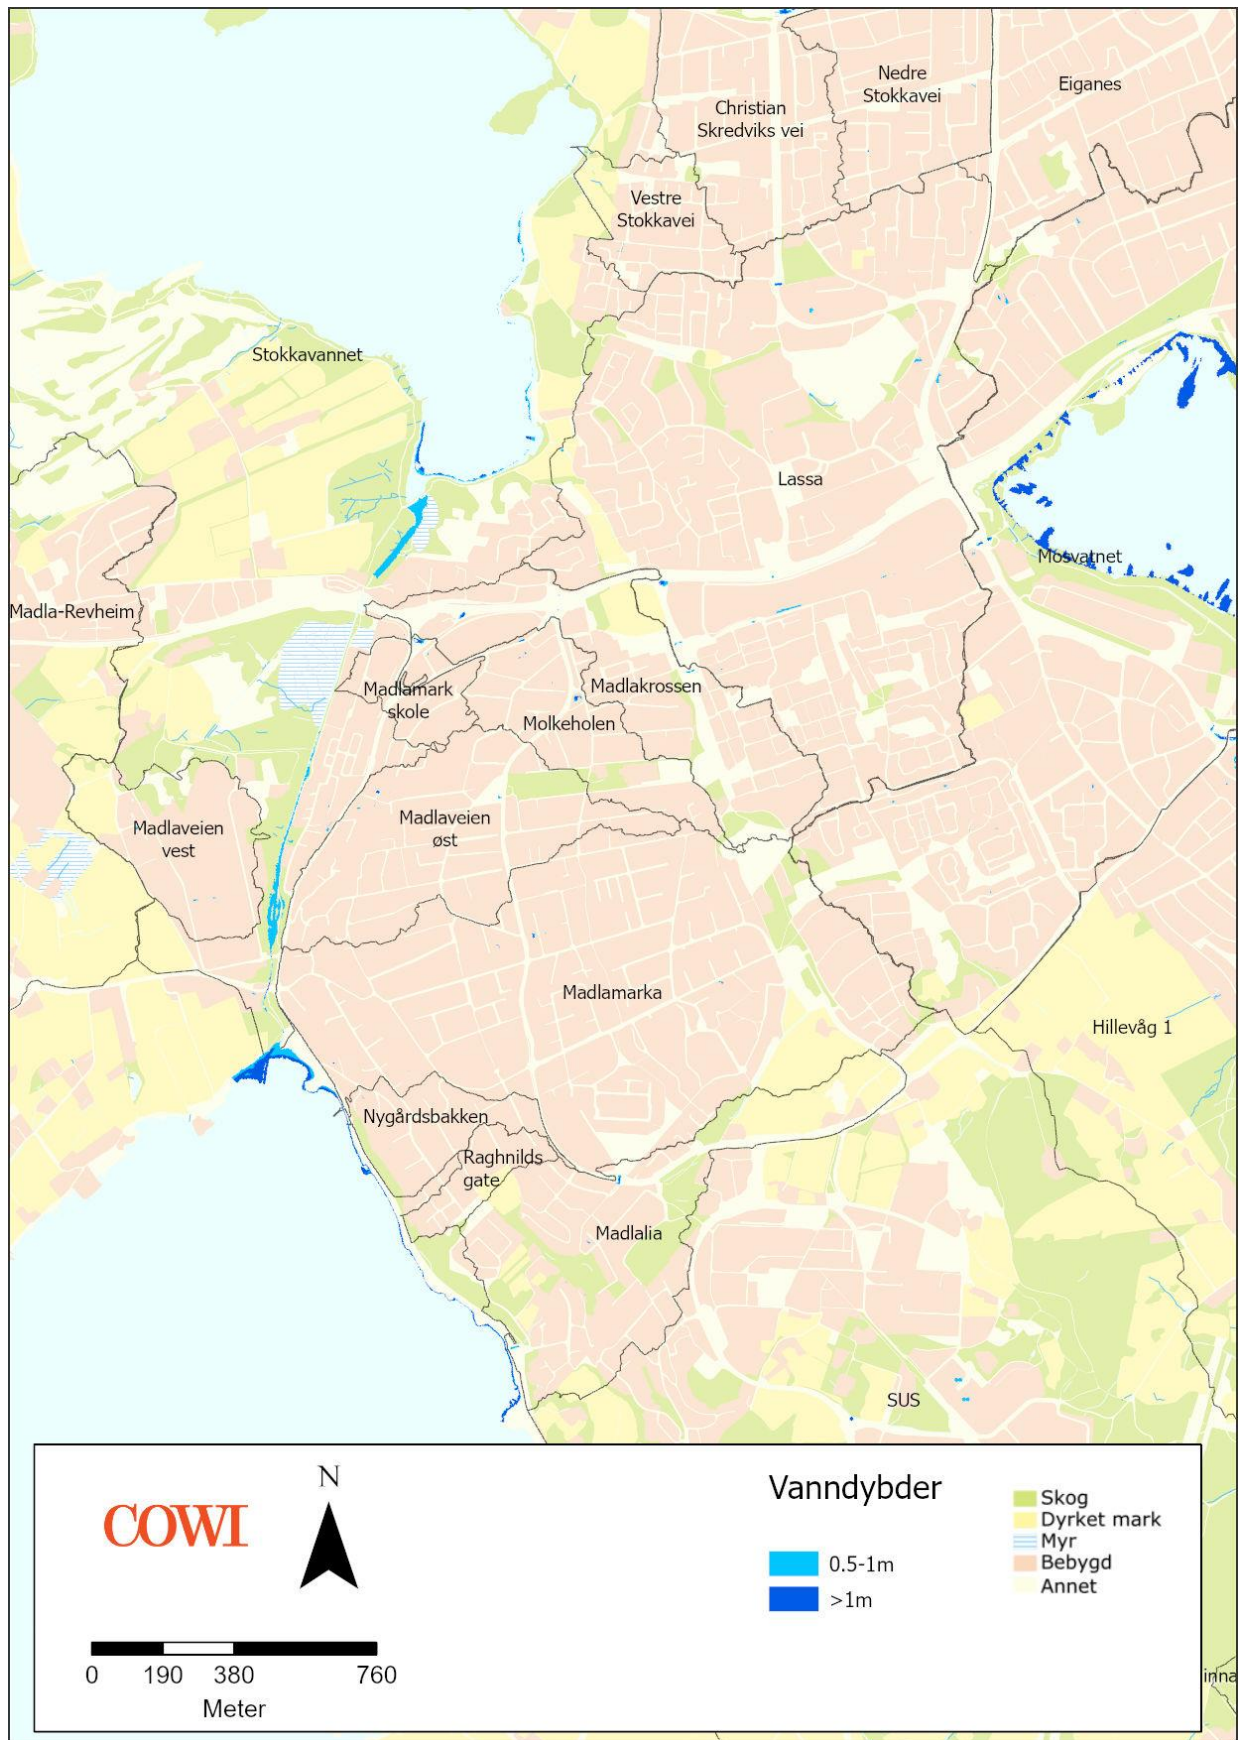 Nedre
Stokkavei
Eiganes
Christian
Skredviks vei
Vestre
Stokkavei
Stokkavannet
Lassa
Mosvatnet
Madla-Revheim
Madlamark
skole
Madlakrossen
Molkeholen
Madlaveien
vest
Madlaveien
øst
Madlamarka
Hillevåg 1
Nygårdsbakken
Raghnilds
gate
Madlalia
SUS
COWI
N
0 190 380 760
Meter
Vanndybder
0.5-1m
>1m
Skog
Dyrket mark
Myr
Bebygd
Annet
inna